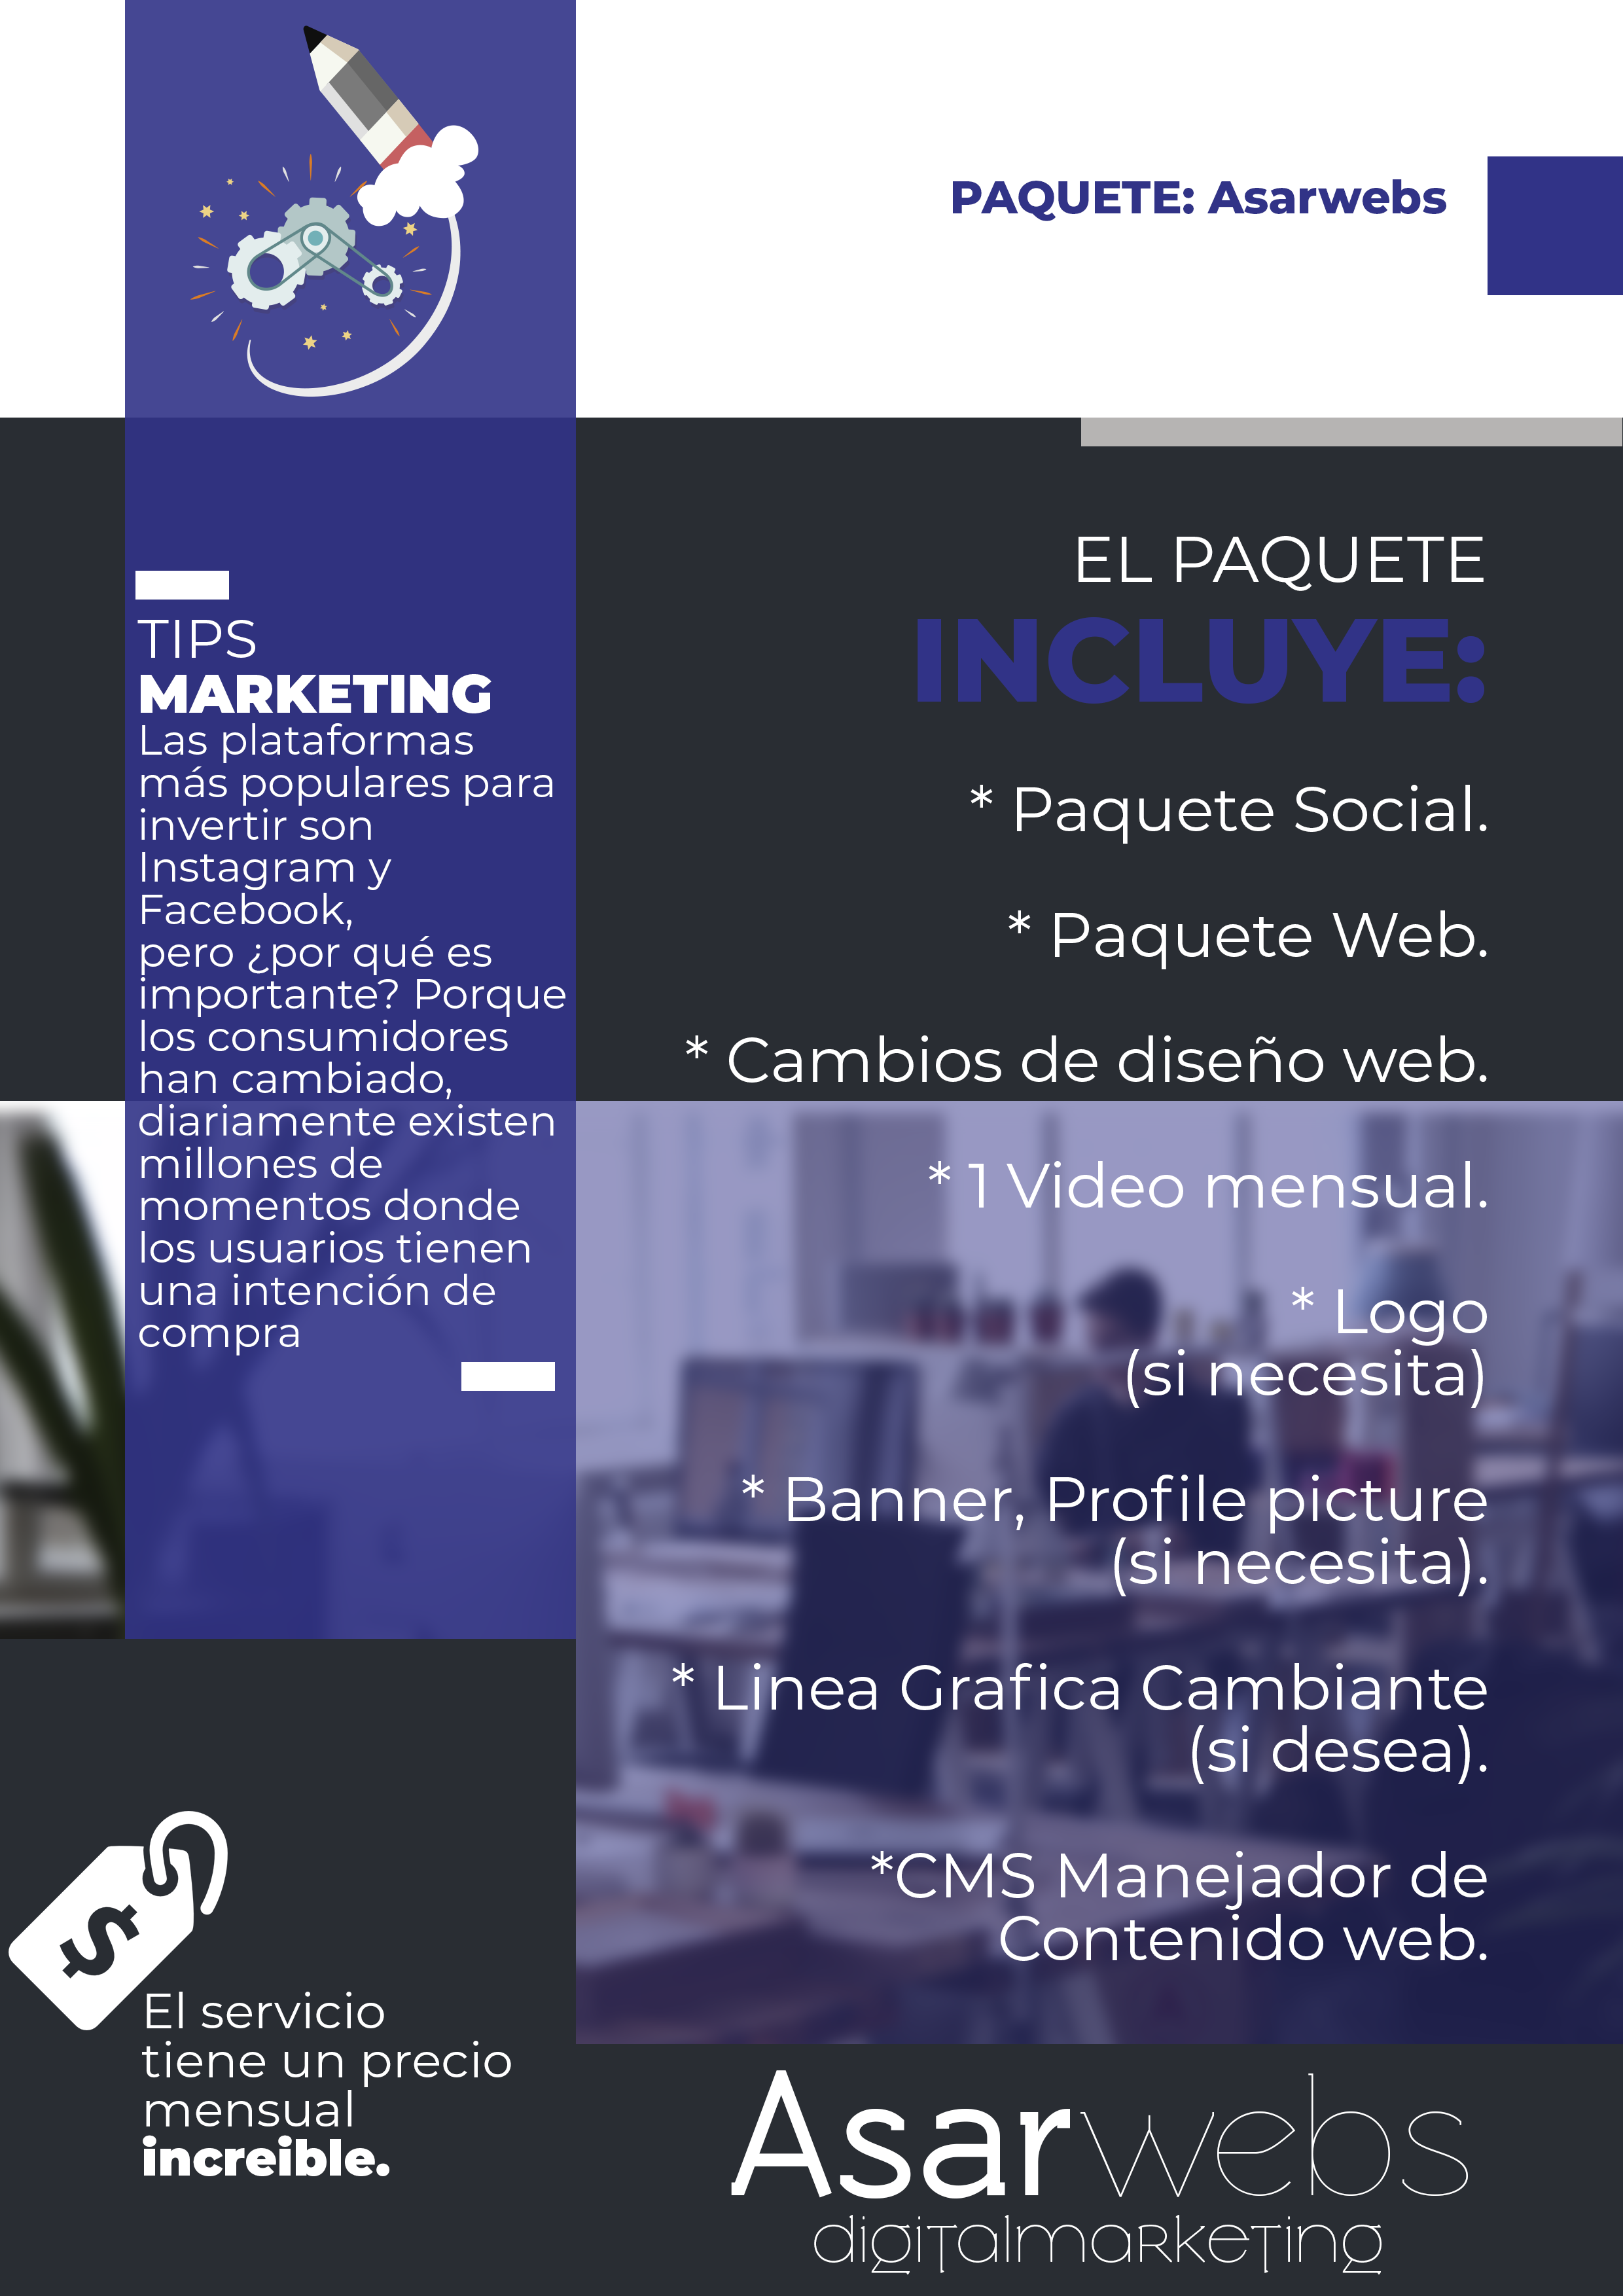 PAQUETE: Asarwebs
TIPS
MARKETING
Las plataformas
más populares para
invertir son
Instagram y
Facebook,
pero ¿por qué es
importante? Porque
los consumidores
han cambiado,
diariamente existen
millones de
momentos donde
los usuarios tienen
una intención de
compra
EL PAQUETE
INCLUYE:
* Paquete Social.
* Paquete Web.
* Cambios de diseño web.
* 1 Video mensual.
* Logo
(si necesita)
* Banner, Profile picture
(si necesita).
* Linea Grafica Cambiante
(si desea).
*CMS Manejador de
Contenido web.
$
El servicio
tiene un precio
mensual
increible.
Asarwebs
digitalmarketing